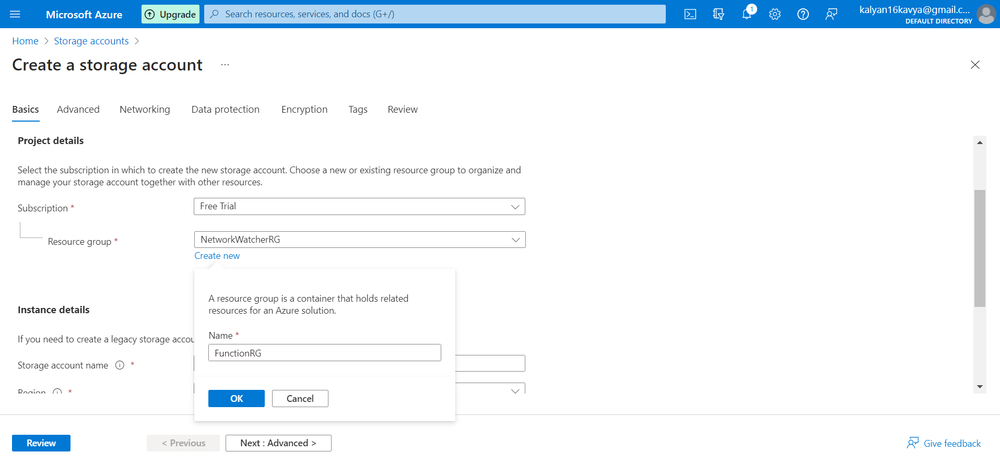 Microsoft Azure
Upgrade
Search resources, services, and docs (G+/)
1
kalyan16kavya@gmail.c...
DEFAULT DIRECTORY
Home > Storage accounts >
Create a storage account ...
Basics Advanced Networking Data protection Encryption Tags Review
Project details
Select the subscription in which to create the new storage account. Choose a new or existing resource group to organize and
manage your storage account together with other resources.
Subscription *
Free Trial
Resource group *
NetworkWatcherRG
Create new
A resource group is a container that holds related
resources for an Azure solution.
Name *
FunctionRG
OK Cancel
Instance details
If you need to create a legacy storage accou
Storage account name *
Region *
Review < Previous Next : Advanced > Give feedback